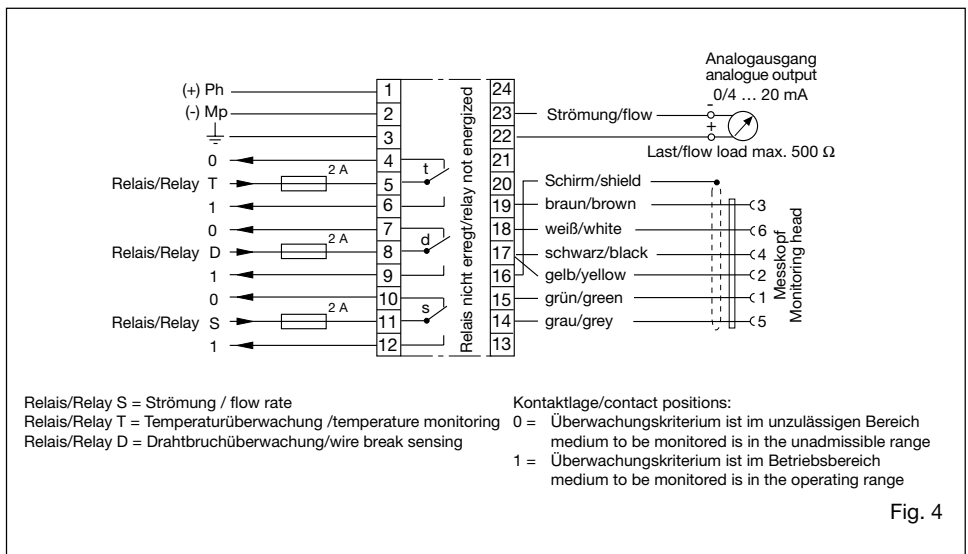 Analogausgang
analogue output
0/4 … 20 mA
-
+
Last/flow load max. 500 Ω
(+) Ph
(-) Mp
0
Relais/Relay T
1
0
Relais/Relay D
1
0
Relais/Relay S
1
2 A
2 A
2 A
1
2
3
4
5
6
7
8
9
10
11
12
t
d
s
Relais nicht erregt/relay not energized
24
23
22
21
20
19
18
17
16
15
14
13
Strömung/flow
Schirm/shield
braun/brown
weiß/white
schwarz/black
gelb/yellow
grün/green
grau/grey
3
6
4
2
1
5
Messkopf
Monitoring head
Relais/Relay S = Strömung / flow rate
Relais/Relay T = Temperaturüberwachung /temperature monitoring
Relais/Relay D = Drahtbruchüberwachung/wire break sensing
Kontaktlage/contact positions:
0 = Überwachungskriterium ist im unzulässigen Bereich
medium to be monitored is in the unadmissible range
1 = Überwachungskriterium ist im Betriebsbereich
medium to be monitored is in the operating range
Fig. 4